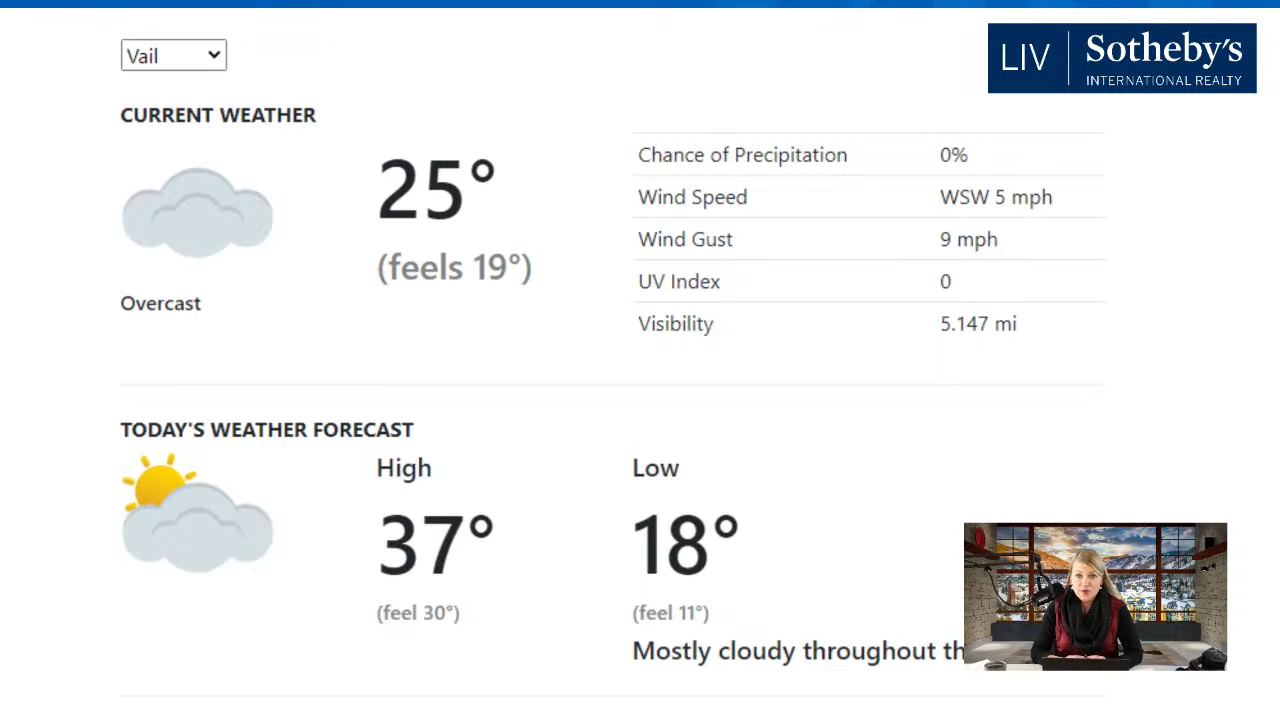 Vail
LIV Sotheby's
INTERNATIONAL REALTY
CURRENT WEATHER
25°
(feels 19°)
Overcast
Chance of Precipitation 0%
Wind Speed WSW 5 mph
Wind Gust 9 mph
UV Index 0
Visibility 5.147 mi
TODAY'S WEATHER FORECAST
High Low
37° 18°
(feel 30°) (feel 11°)
Mostly cloudy throughout th